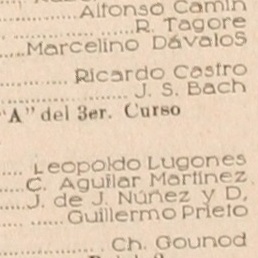 Alfonso Camin
R. Tagore
Marcelino Dávalos
Ricardo Castro
J. S. Bach
"A" del 3er. Curso
Leopoldo Lugones
C. Aguilar Martínez
J. de J. Núñez y D,
Guillermo Prieto
Ch. Gounod